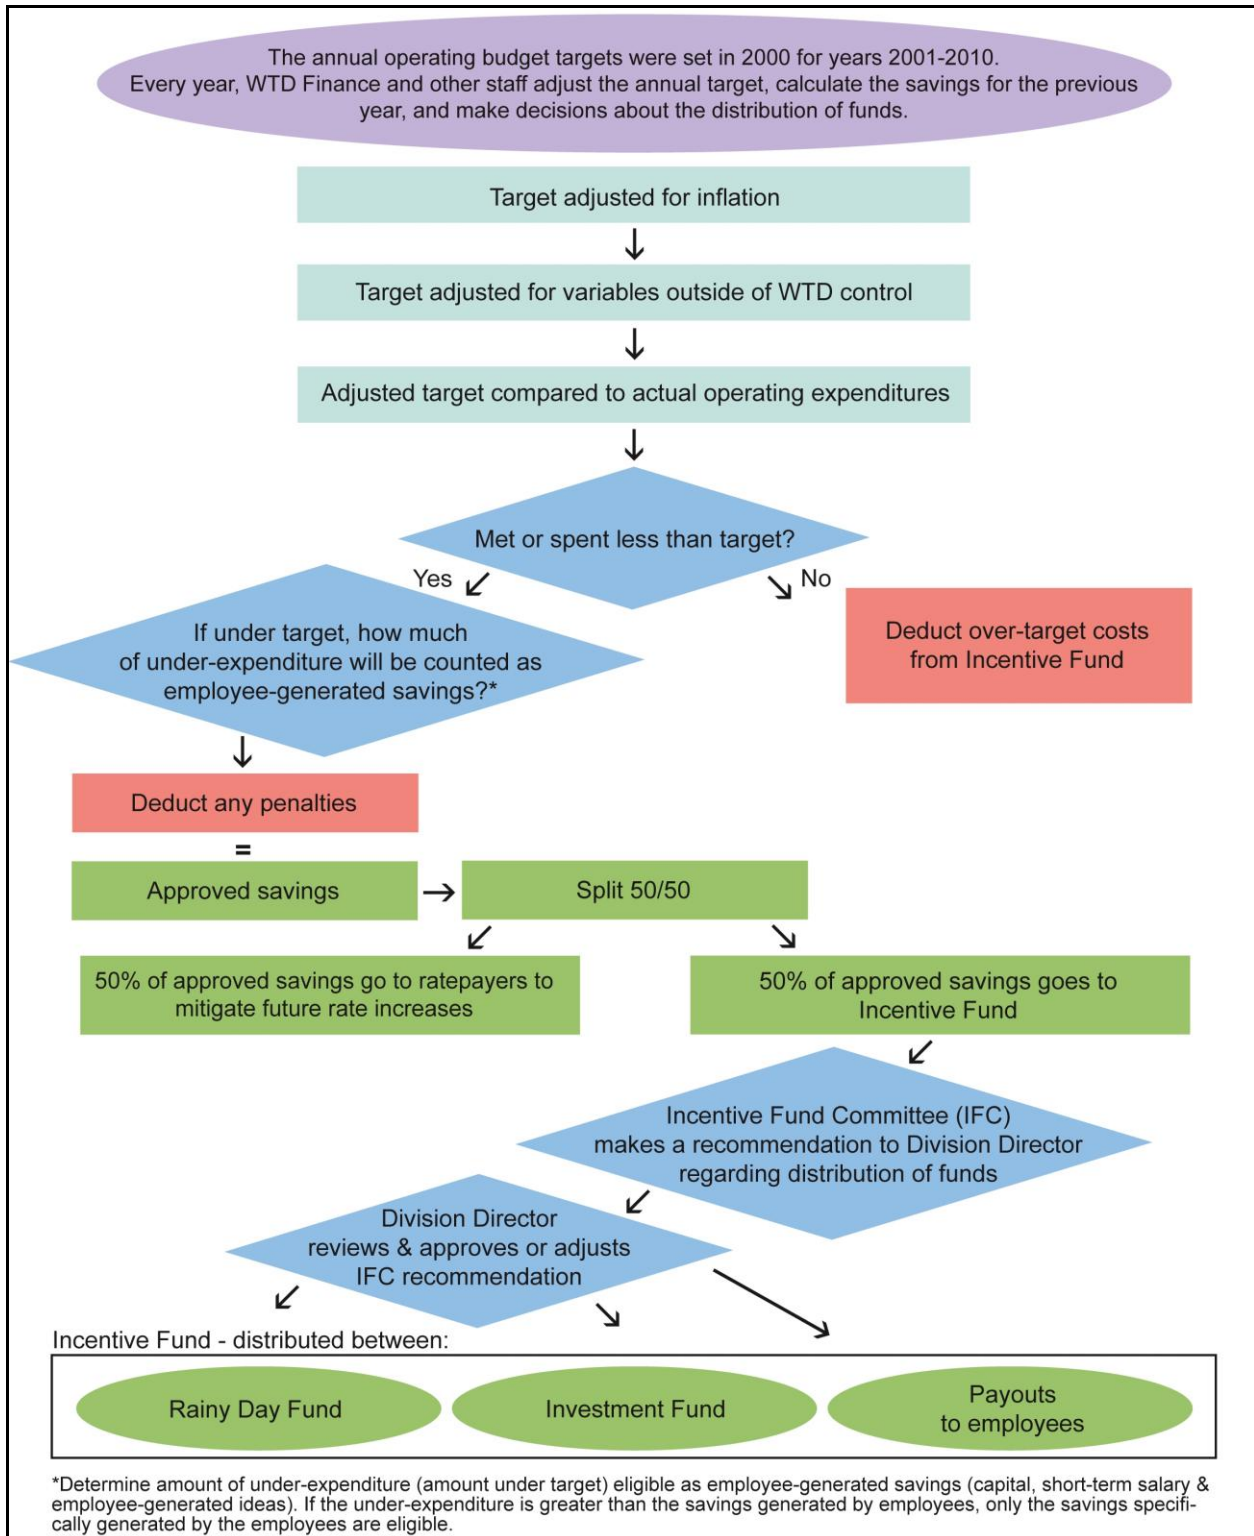 The annual operating budget targets were set in 2000 for years 2001-2010.
Every year, WTD Finance and other staff adjust the annual target, calculate the savings for the previous
year, and make decisions about the distribution of funds.
Target adjusted for inflation
Target adjusted for variables outside of WTD control
Adjusted target compared to actual operating expenditures
Met or spent less than target?
Yes
No
If under target, how much
of under-expenditure will be counted as
employee-generated savings?*
Deduct over-target costs
from Incentive Fund
Deduct any penalties
=
Approved savings
Split 50/50
50% of approved savings go to ratepayers to
mitigate future rate increases
50% of approved savings goes to
Incentive Fund
Incentive Fund Committee (IFC)
makes a recommendation to Division Director
regarding distribution of funds
Division Director
reviews & approves or adjusts
IFC recommendation
Incentive Fund - distributed between:
Rainy Day Fund
Investment Fund
Payouts
to employees
*Determine amount of under-expenditure (amount under target) eligible as employee-generated savings (capital, short-term salary &
employee-generated ideas). If the under-expenditure is greater than the savings generated by employees, only the savings specifi-
cally generated by the employees are eligible.